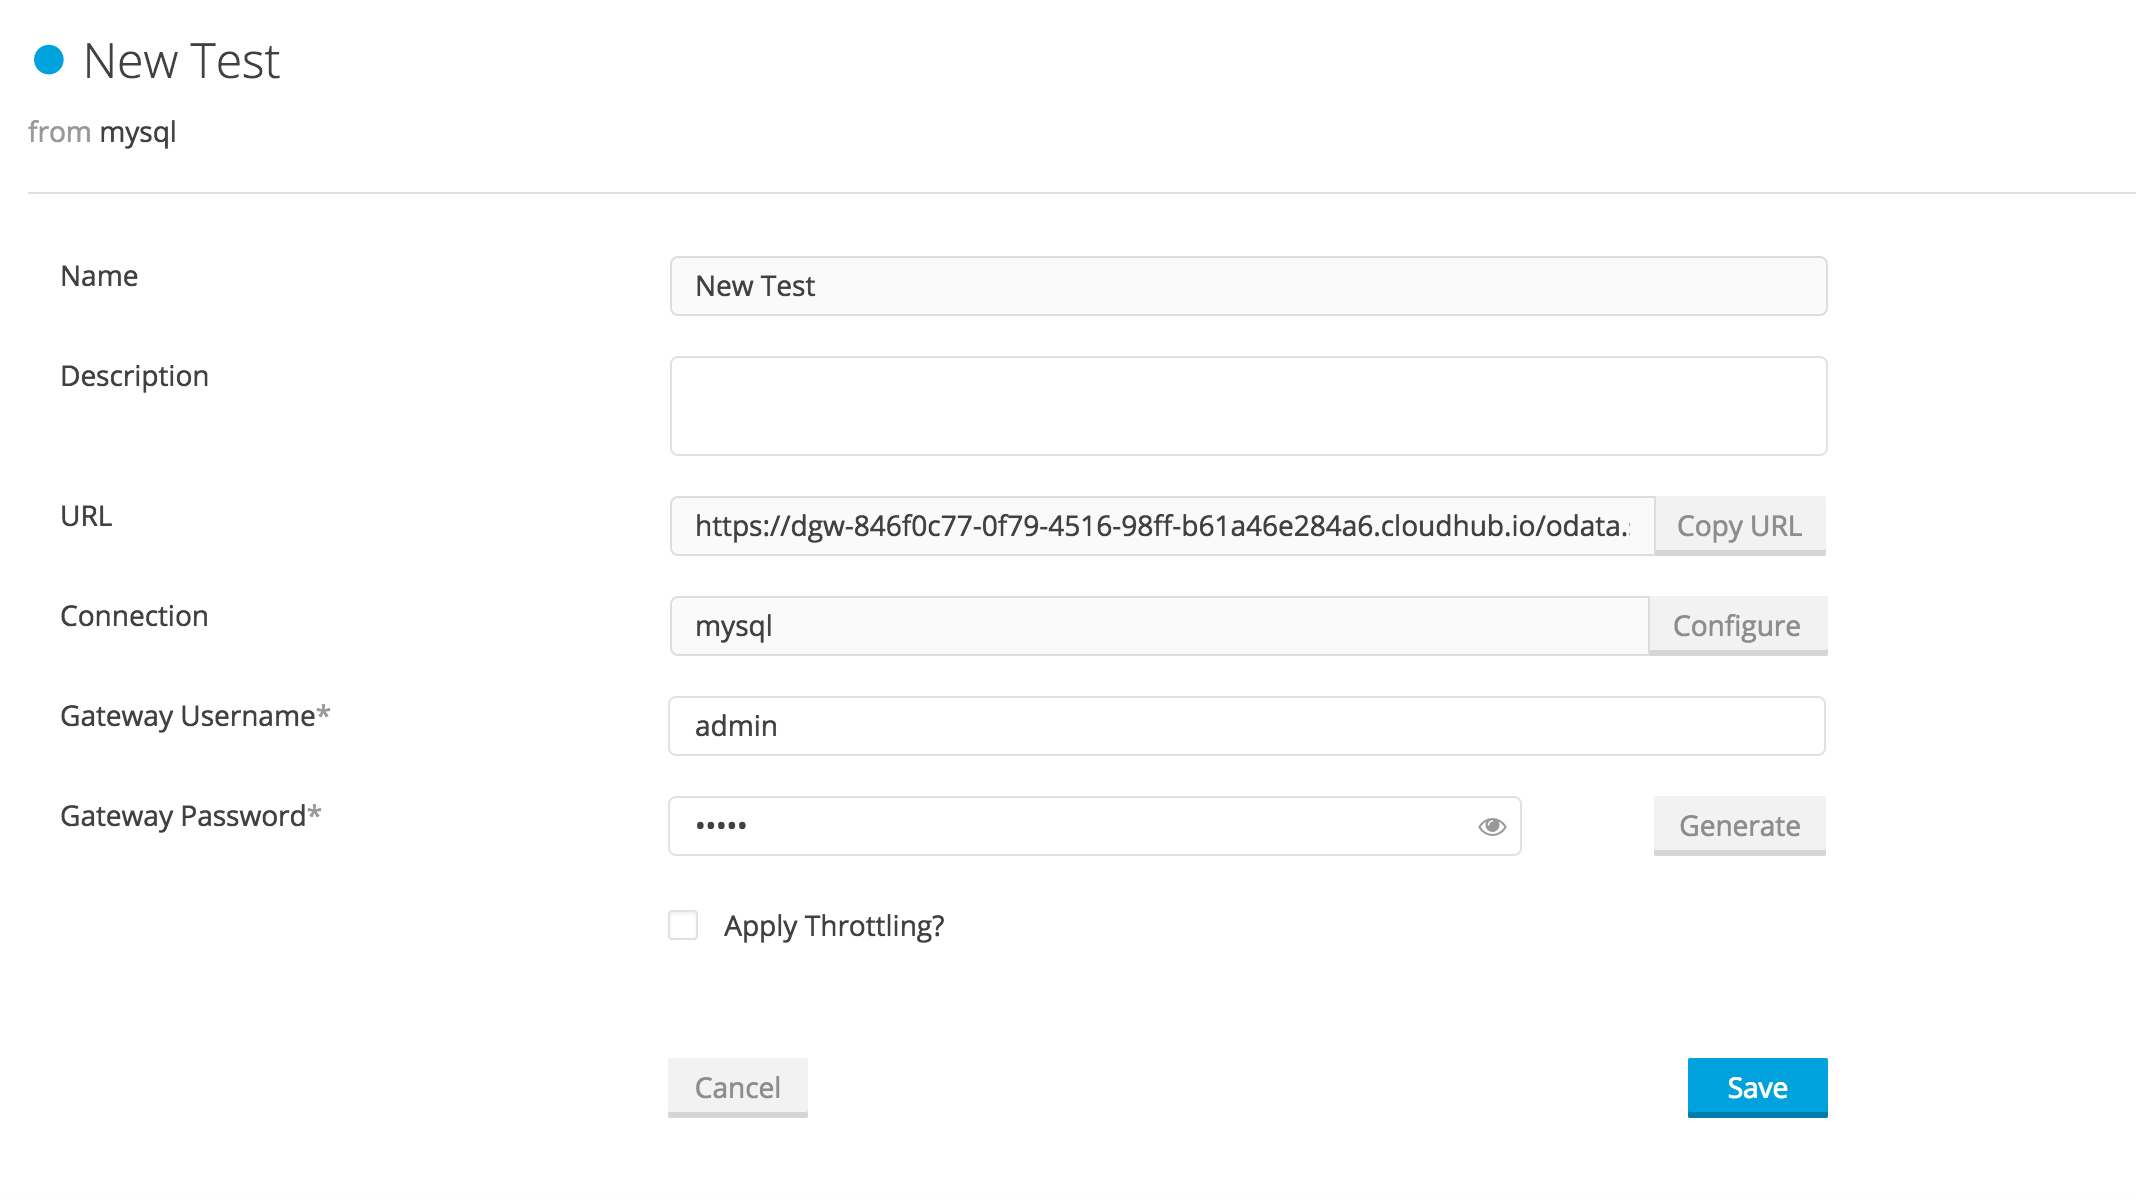 New Test
from mysql
Name
New Test
Description
URL
https://dgw-846f0c77-0f79-4516-98ff-b61a46e284a6.cloudhub.io/odata.
Copy URL
Connection
mysql
Configure
Gateway Username*
admin
Gateway Password*
•••••
Generate
Apply Throttling?
Cancel
Save